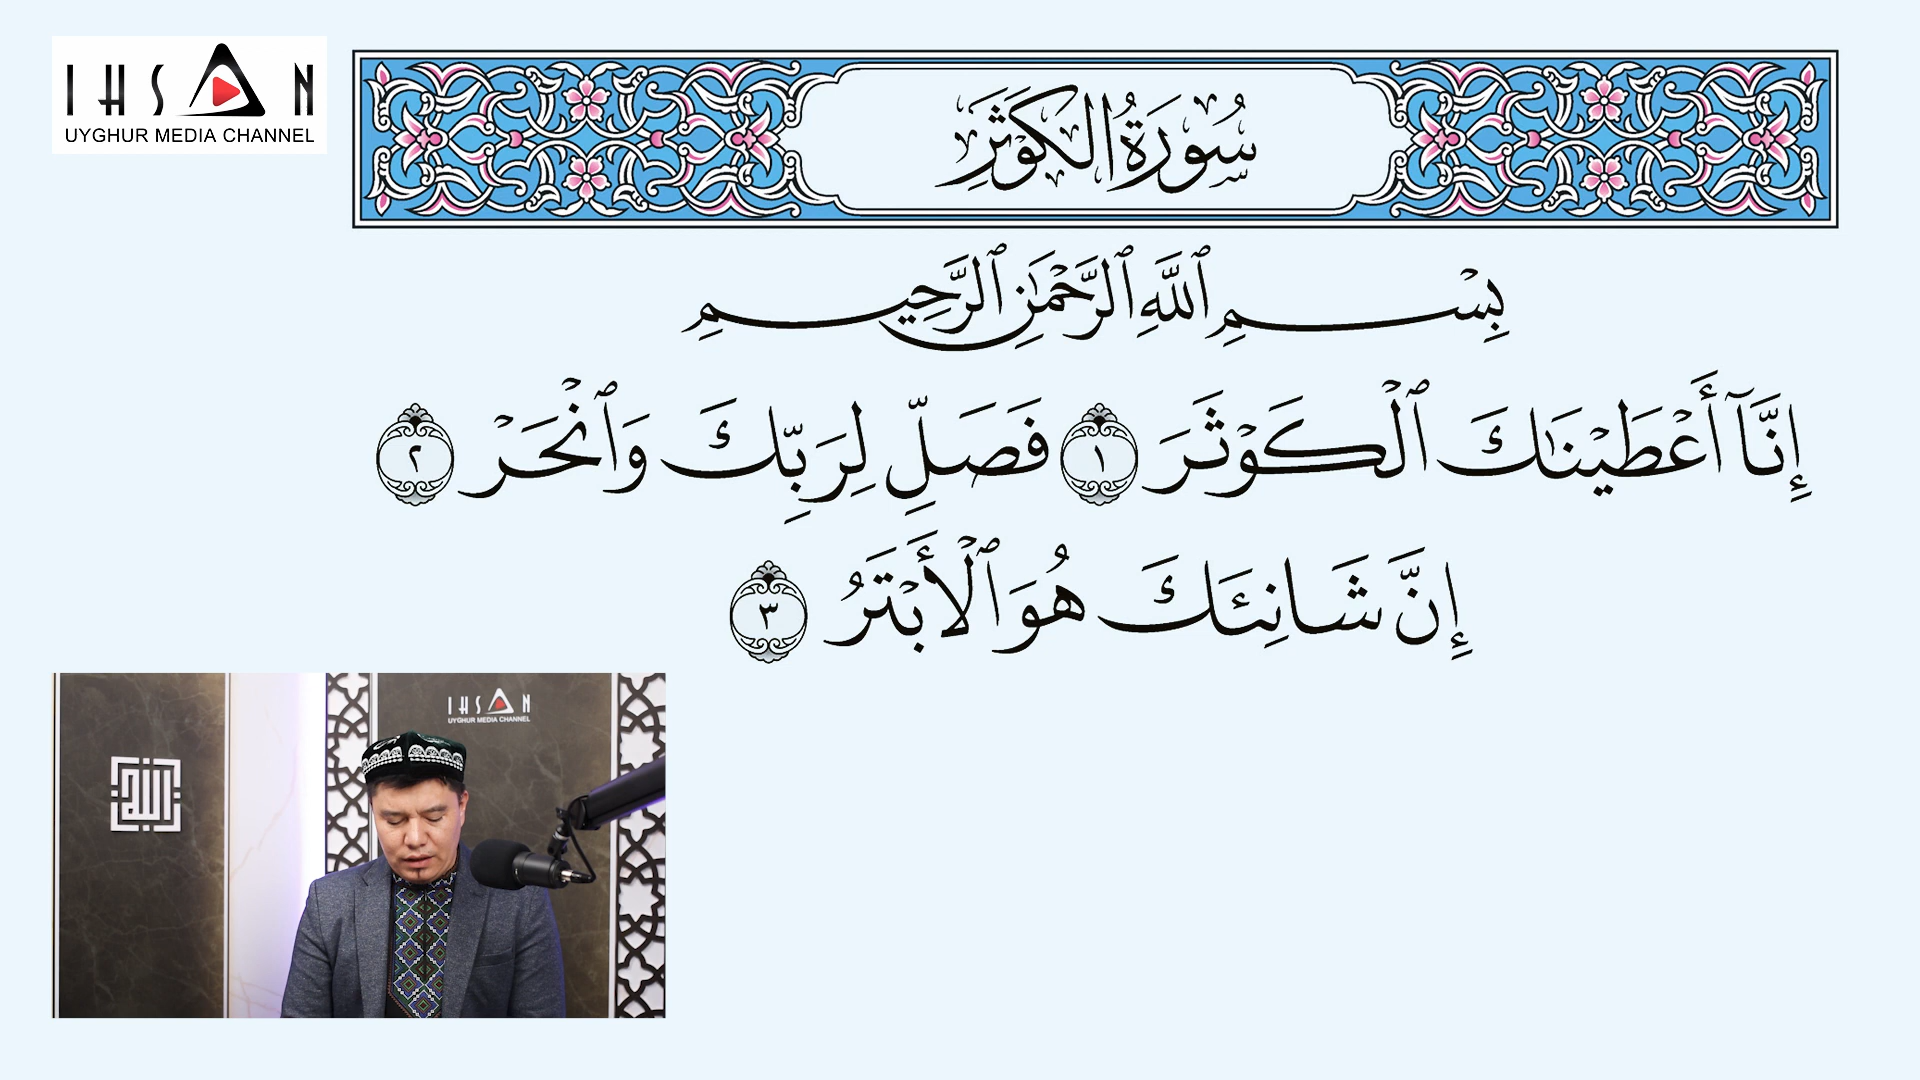 IHSAN
UYGHUR MEDIA CHANNEL
سُورَةُ الكَوْثَرِ
بِسْمِ ٱللَّهِ ٱلرَّحْمَٰنِ ٱلرَّحِيمِ
إِنَّآ أَعْطَيْنَٰكَ ٱلْكَوْثَرَ ١ فَصَلِّ لِرَبِّكَ وَٱنْحَرْ ٢
إِنَّ شَانِئَكَ هُوَ ٱلْأَبْتَرُ ٣
IHSAN
UYGHUR MEDIA CHANNEL
الله